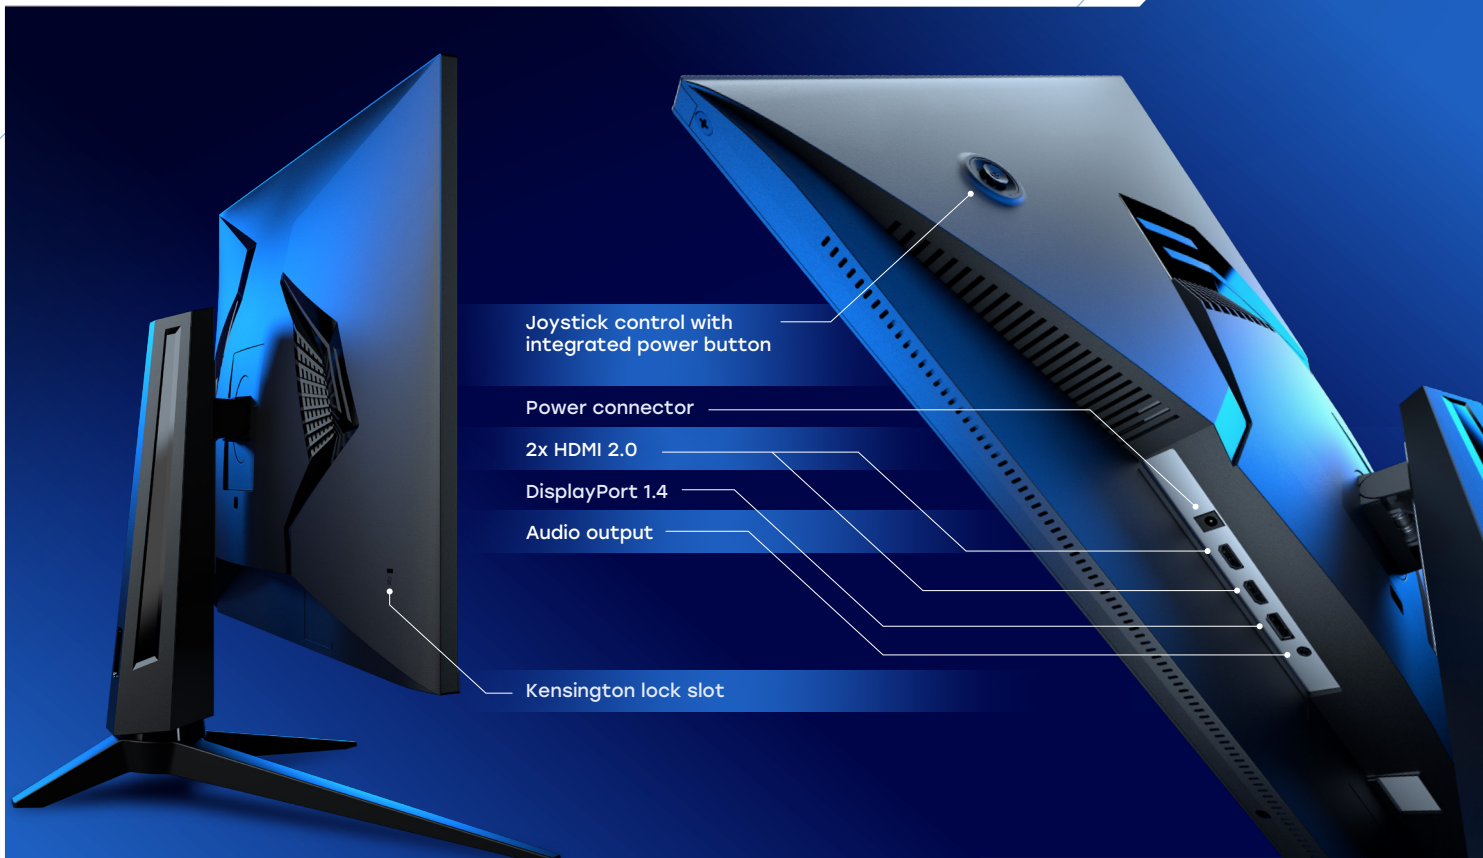 Joystick control with
integrated power button
Power connector
2x HDMI 2.0
DisplayPort 1.4
Audio output
Kensington lock slot